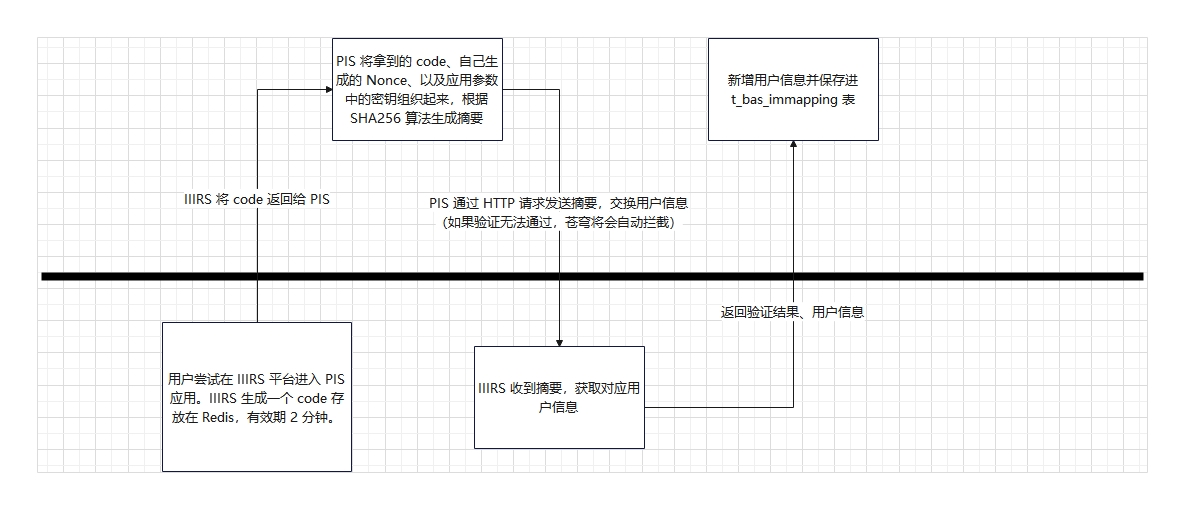 PIS 将拿到的 code、自己生
成的 Nonce、以及应用参数
中的密钥组织起来，根据
SHA256 算法生成摘要
新增用户信息并保存进
t_bas_immapping 表
IIIRS 将 code 返回给 PIS
PIS 通过 HTTP 请求发送摘要，交换用户信息
（如果验证无法通过，苍穹将会自动拦截）
返回验证结果、用户信息
用户尝试在 IIIRS 平台进入 PIS
应用。IIIRS 生成一个 code 存
放在 Redis，有效期 2 分钟。
IIIRS 收到摘要，获取对应用
户信息